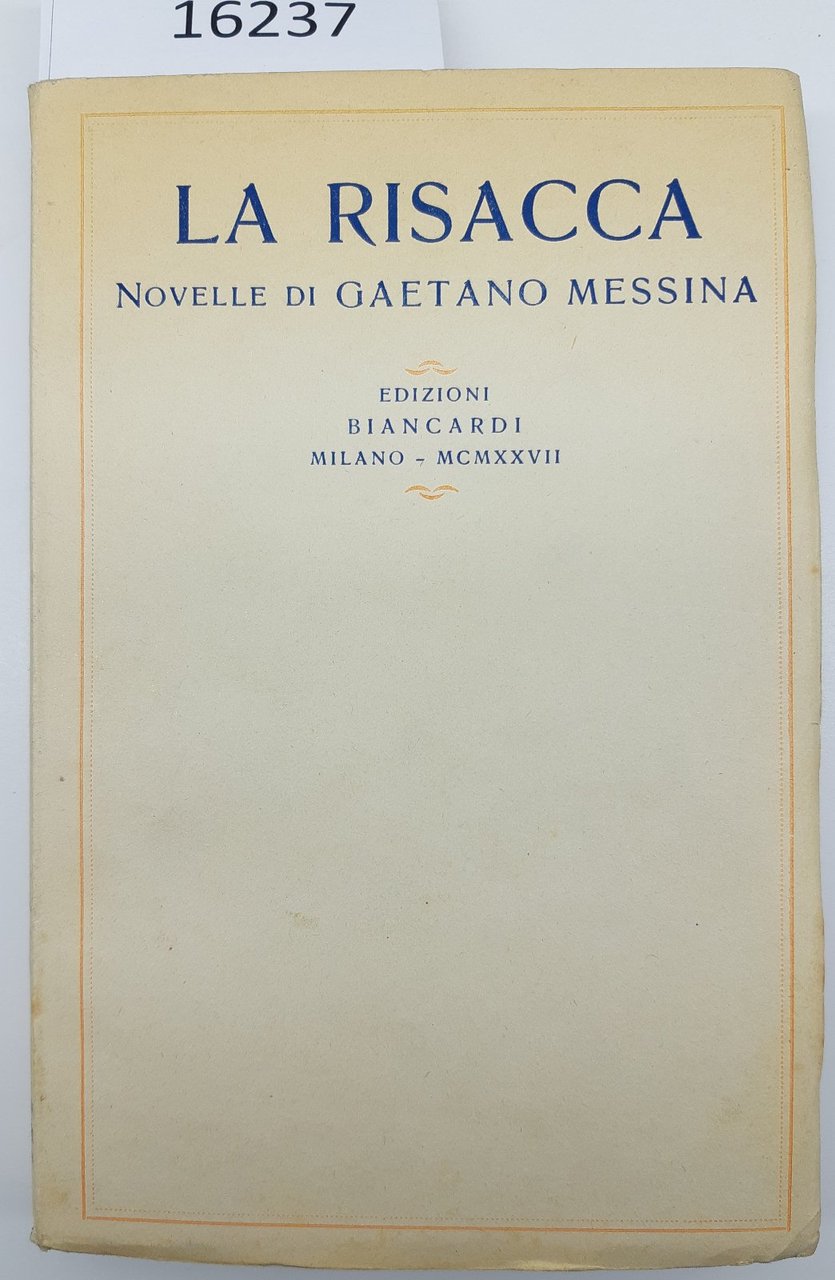 16237
LA RISACCA
NOVELLE DI GAETANO MESSINA
EDIZIONI
BIANCARDI
MILANO - MCMXXVII